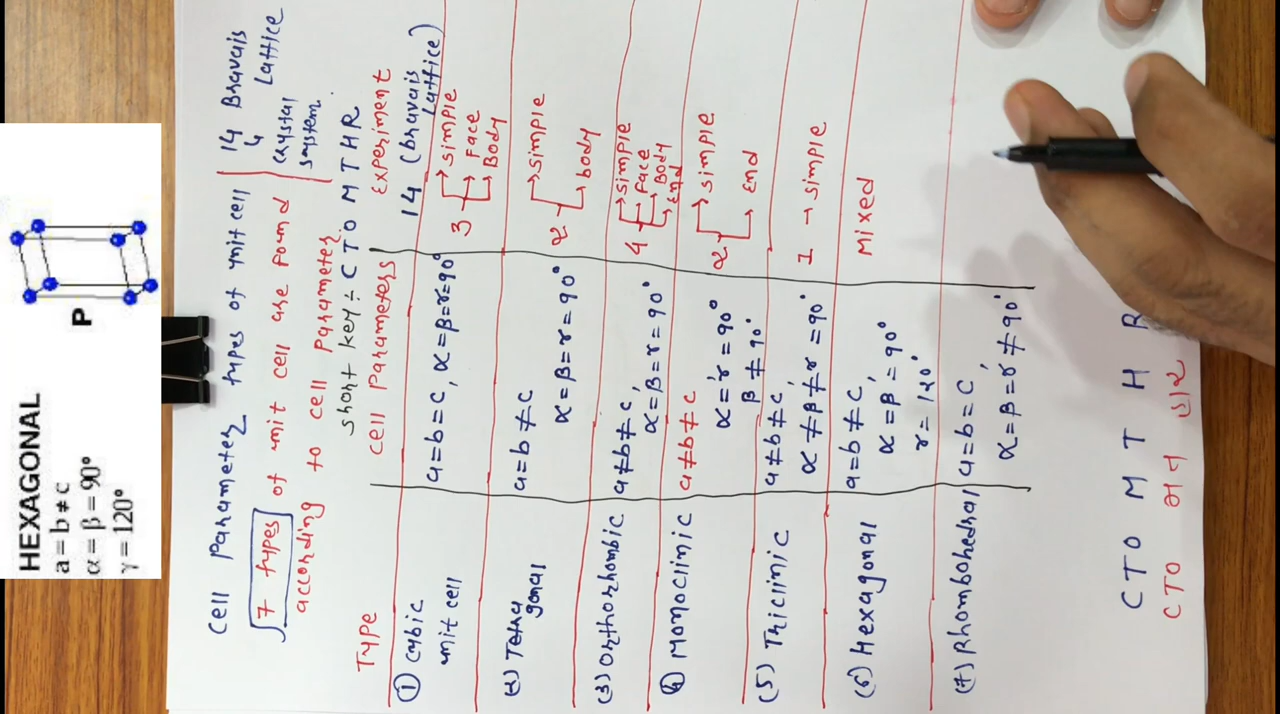 HEXAGONAL
a = b ≠ c
α = β = 90°
γ = 120°
P
Cell parameter types of unit cell
14 Bravais
Lattice
crystal
system.
7 types of unit cell are found
according to cell parameter
short key÷ C T O M T H R
TYPE
cell parameters
Experiment
14 (bravais
Lattice)
① cubic
unit cell
a = b = c, α = β = γ = 90°
3 simple
Face
Body
(2) Tetra
gonal
a = b ≠ c
α = β = γ = 90°
2 simple
body
(3) Orthorhombic
a ≠ b ≠ c,
α = β = γ = 90°
4 simple
Face
Body
End
④ Monoclinic
a ≠ b ≠ c
α = γ = 90°
β ≠ 90°
2 simple
End
(5) Triclinic
a ≠ b ≠ c,
α ≠ β ≠ γ = 90°
1 → simple
(6) Hexagonal
a = b ≠ c,
α = β = 90°
γ = 120°
Mixed
(7) Rhombohedral
a = b = c,
α = β = γ ≠ 90°
C T O M T H R
CTO